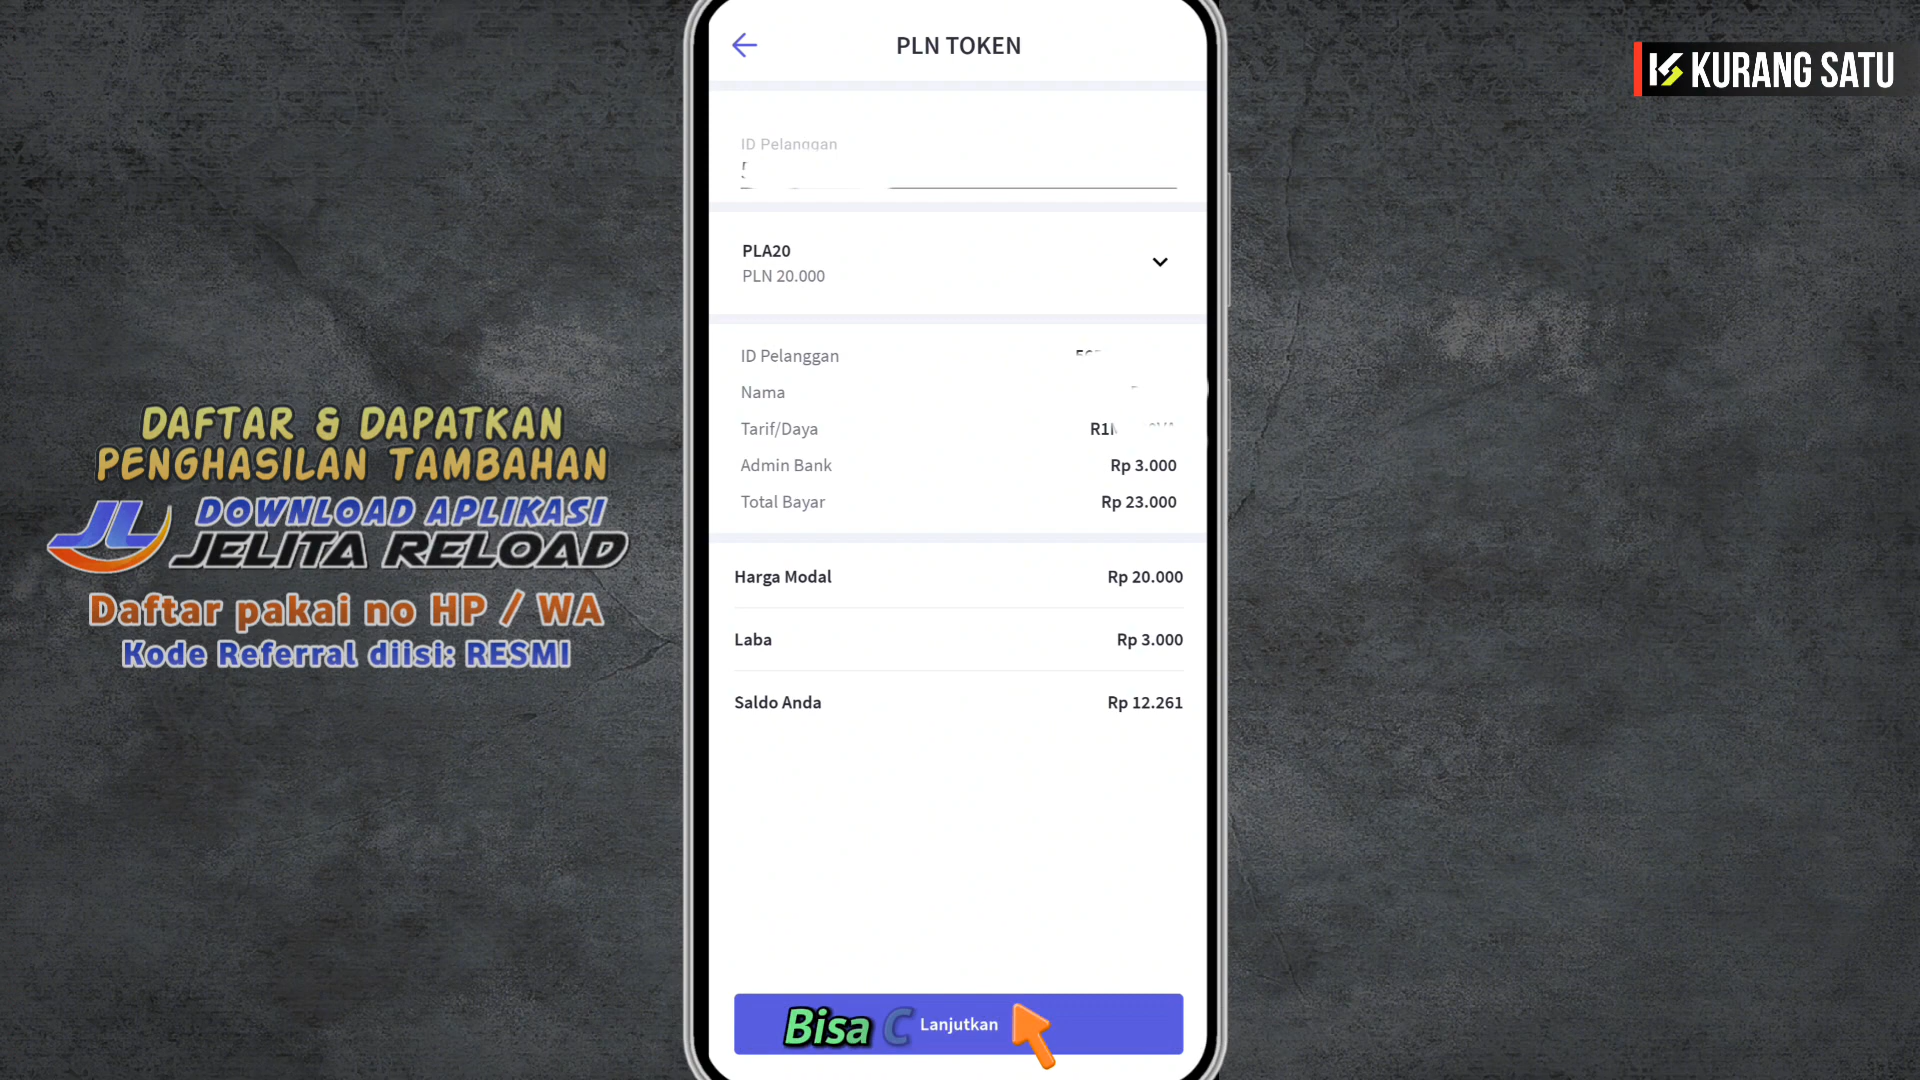 PLN TOKEN
KURANG SATU
ID Pelanggan
PLA20
PLN 20.000
ID Pelanggan
Nama
Tarif/Daya
Admin Bank Rp 3.000
Total Bayar Rp 23.000
Harga Modal Rp 20.000
Laba Rp 3.000
Saldo Anda Rp 12.261
Bisa C
Lanjutkan
DAFTAR & DAPATKAN
PENGHASILAN TAMBAHAN
JL DOWNLOAD APLIKASI
JELITA RELOAD
Daftar pakai no HP / WA
Kode Referral diisi: RESMI